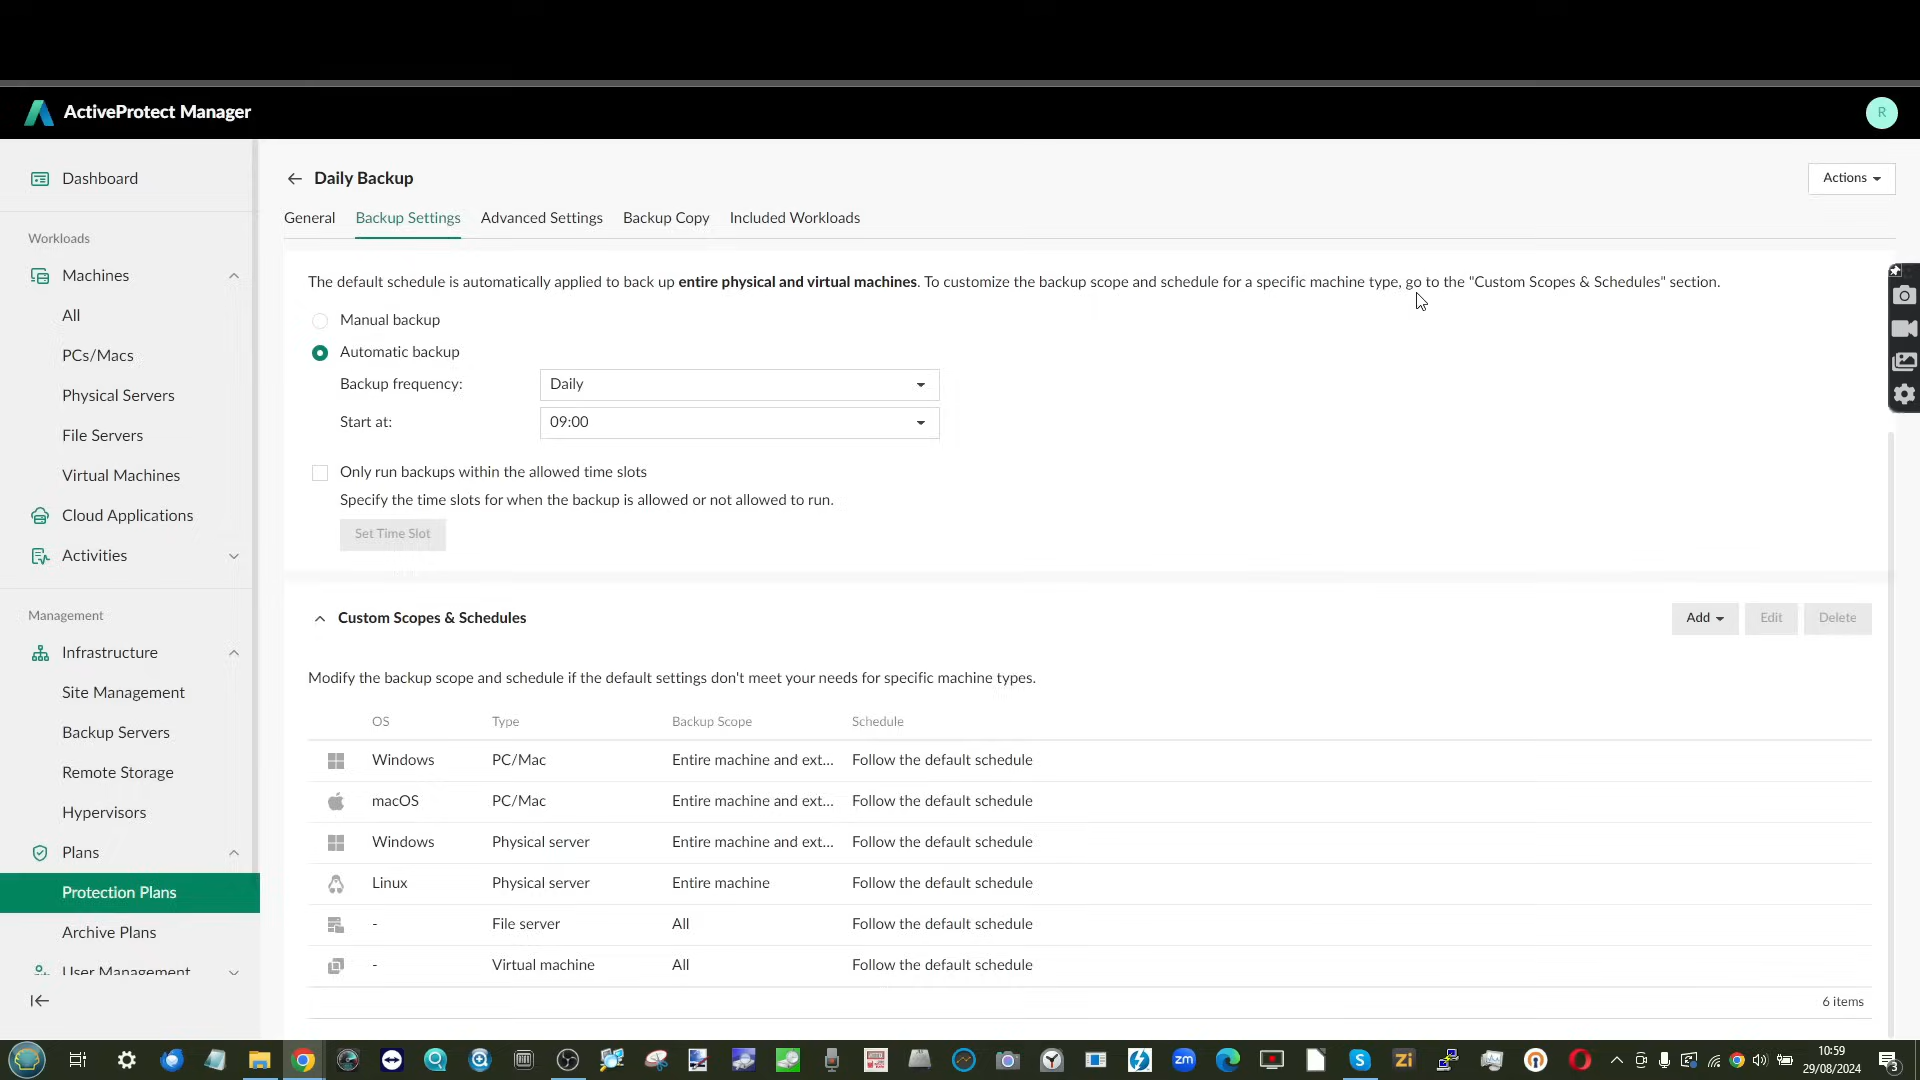 ActiveProtect Manager
R
Dashboard
Workloads
Machines
All
PCs/Macs
Physical Servers
File Servers
Virtual Machines
Cloud Applications
Activities
Management
Infrastructure
Site Management
Backup Servers
Remote Storage
Hypervisors
Plans
Protection Plans
Archive Plans
User Management
Daily Backup
Actions
General Backup Settings Advanced Settings Backup Copy Included Workloads
The default schedule is automatically applied to back up entire physical and virtual machines. To customize the backup scope and schedule for a specific machine type, go to the "Custom Scopes & Schedules" section.
Manual backup
Automatic backup
Backup frequency: Daily
Start at: 09:00
Only run backups within the allowed time slots
Specify the time slots for when the backup is allowed or not allowed to run.
Set Time Slot
Custom Scopes & Schedules
Add Edit Delete
Modify the backup scope and schedule if the default settings don't meet your needs for specific machine types.
OS Type Backup Scope Schedule
Windows PC/Mac Entire machine and ext... Follow the default schedule
macOS PC/Mac Entire machine and ext... Follow the default schedule
Windows Physical server Entire machine and ext... Follow the default schedule
Linux Physical server Entire machine Follow the default schedule
- File server All Follow the default schedule
- Virtual machine All Follow the default schedule
6 items
zm
Zi
10:59
29/08/2024
3